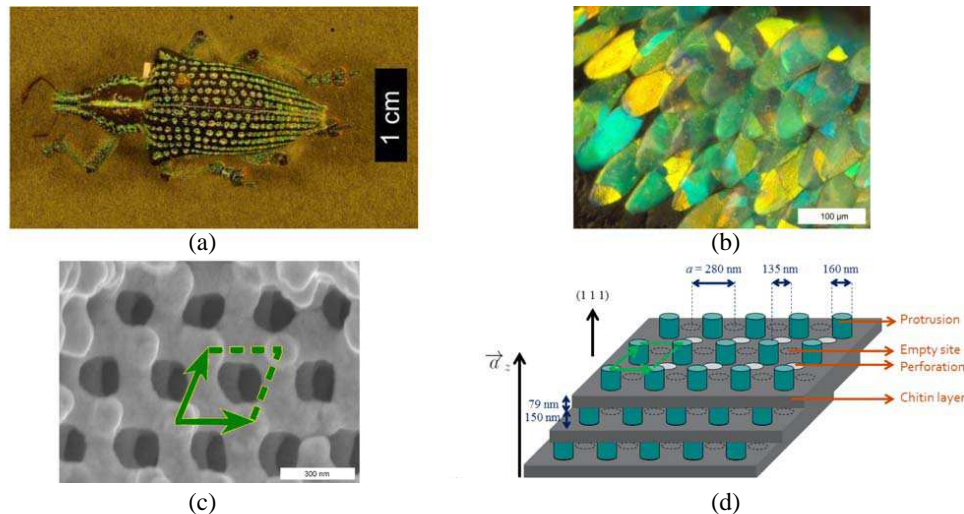 1 cm
100 µm
(a)
(b)
a = 280 nm
135 nm
160 nm
(1 1 1)
Protrusion
Empty site
Perforation
a z
79 nm
150 nm
Chitin layer
300 nm
(c)
(d)